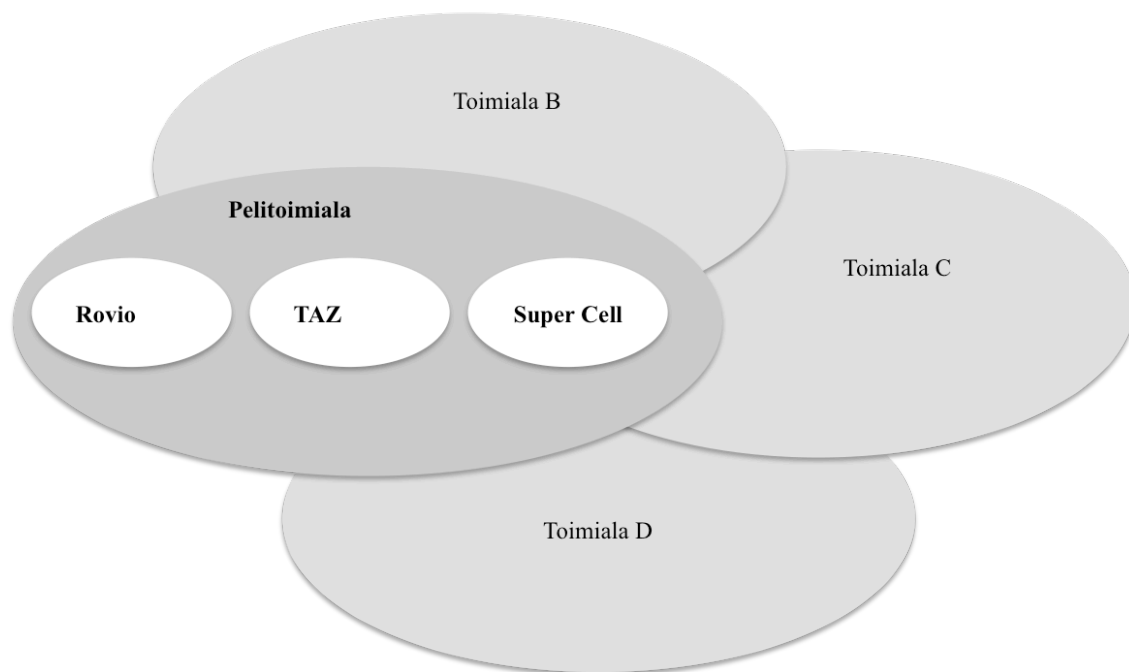 Toimiala B
Pelitoimiala
Toimiala C
Rovio
TAZ
Super Cell
Toimiala D